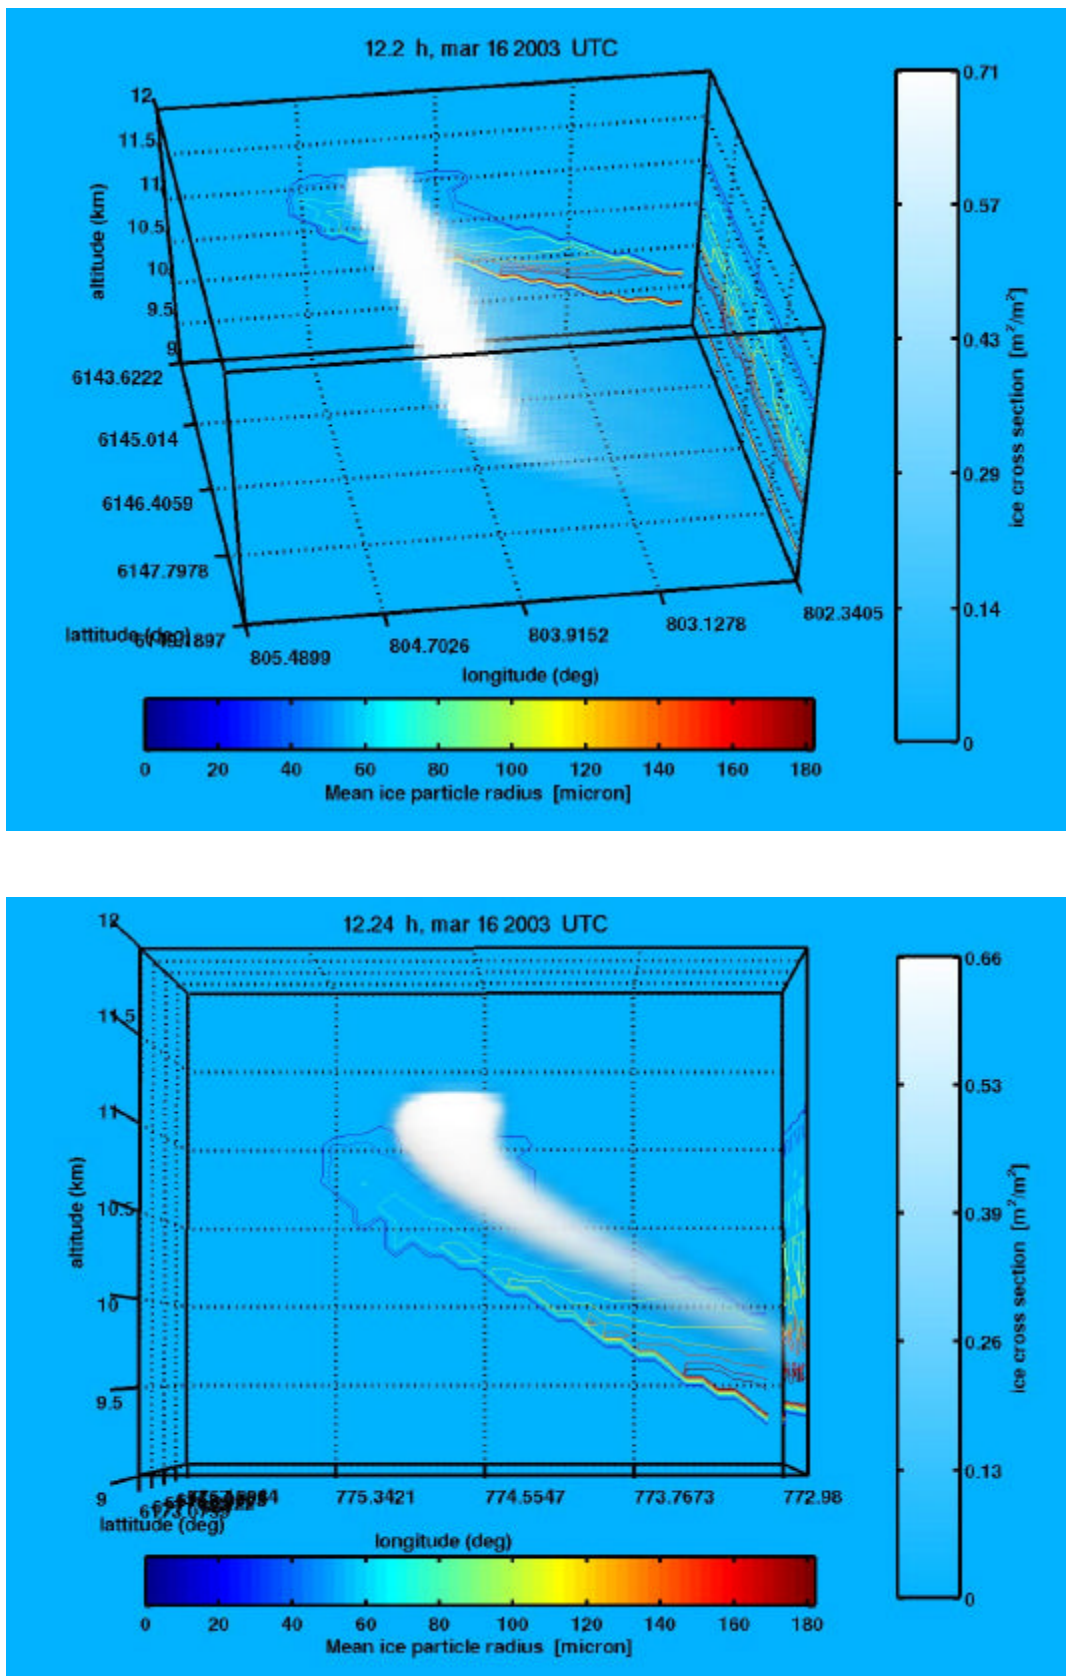 12.2 h, mar 16 2003 UTC
12
11.5
11
10.5
10
9.5
9
altitude (km)
6143.6222
6145.014
6146.4059
6147.7978
lattitude (deg)
805.4899
804.7026
803.9152
803.1278
802.3405
longitude (deg)
0.71
0.57
0.43
0.29
0.14
0
ice cross section [m²/m²]
0 20 40 60 80 100 120 140 160 180
Mean ice particle radius [micron]
12.24 h, mar 16 2003 UTC
12
11.5
11
10.5
10
9.5
9
altitude (km)
lattitude (deg)
775.3421
774.5547
773.7673
772.98
longitude (deg)
0.66
0.53
0.39
0.26
0.13
0
ice cross section [m²/m²]
0 20 40 60 80 100 120 140 160 180
Mean ice particle radius [micron]